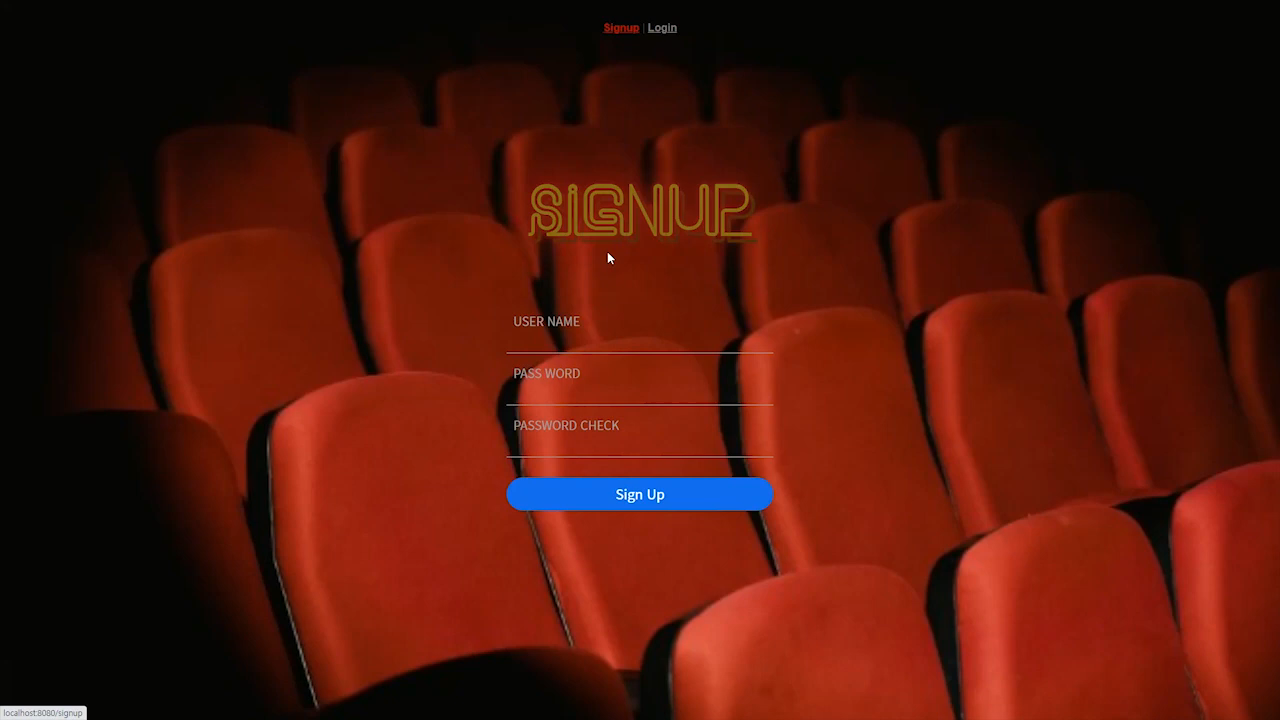 Signup | Login
SIGNUP
USER NAME
PASS WORD
PASSWORD CHECK
Sign Up
localhost:8080/signup